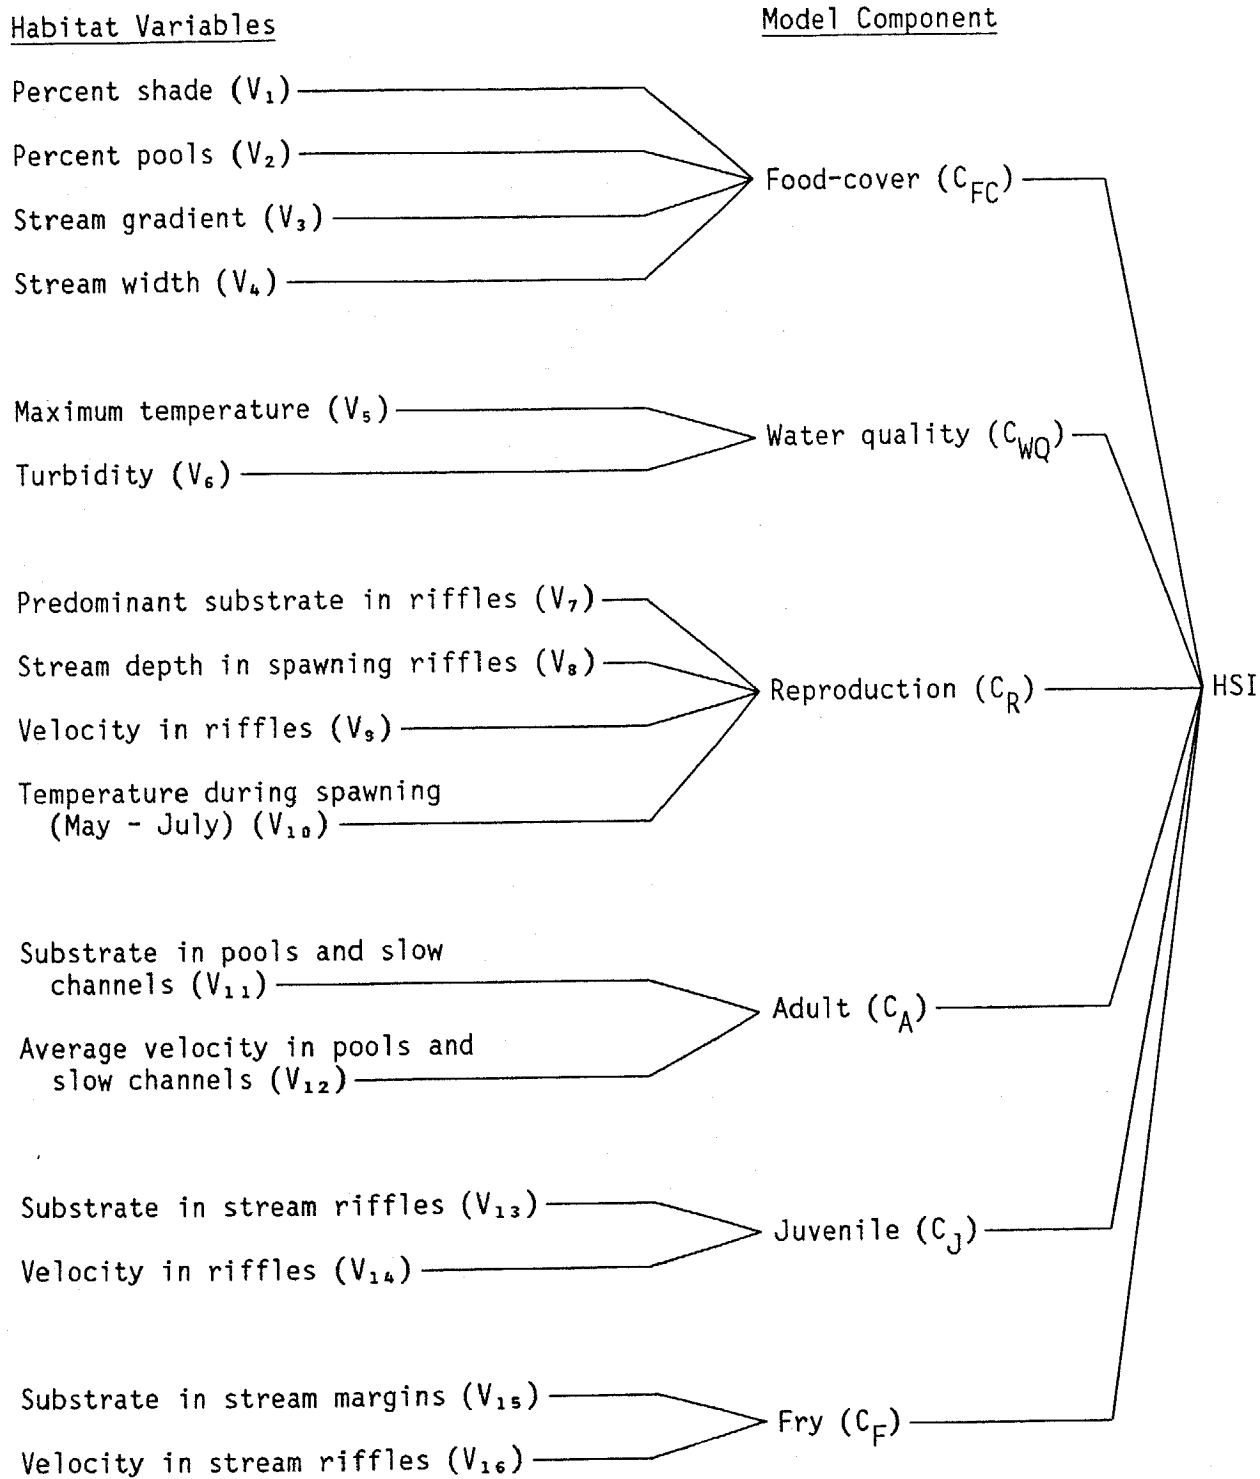 Habitat Variables
Model Component
Percent shade (V₁)
Percent pools (V₂)
Stream gradient (V₃)
Stream width (V₄)
Food-cover (C_FC)
Maximum temperature (V₅)
Turbidity (V₆)
Water quality (C_WQ)
Predominant substrate in riffles (V₇)
Stream depth in spawning riffles (V₈)
Velocity in riffles (V₉)
Temperature during spawning
(May - July) (V₁₀)
Reproduction (C_R)
HSI
Substrate in pools and slow
channels (V₁₁)
Average velocity in pools and
slow channels (V₁₂)
Adult (C_A)
Substrate in stream riffles (V₁₃)
Velocity in riffles (V₁₄)
Juvenile (C_J)
Substrate in stream margins (V₁₅)
Velocity in stream riffles (V₁₆)
Fry (C_F)